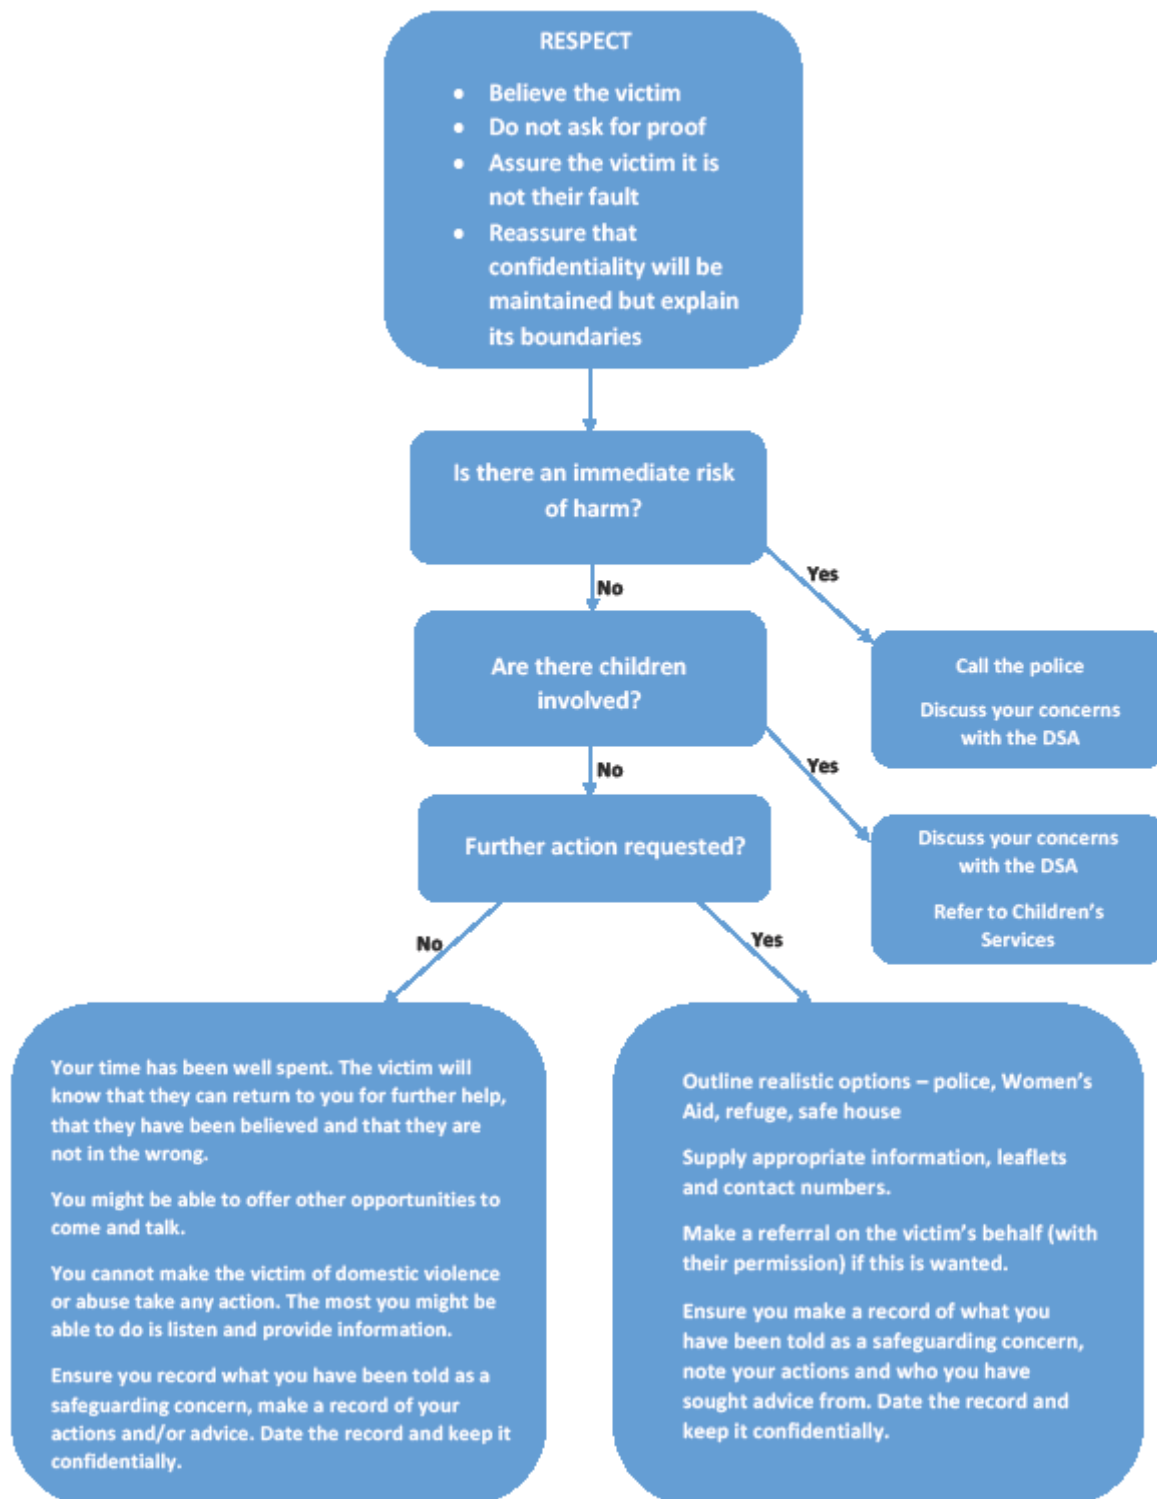 RESPECT
• Believe the victim
• Do not ask for proof
• Assure the victim it is
not their fault
• Reassure that
confidentiality will be
maintained but explain
its boundaries
Is there an immediate risk
of harm?
Yes
No
Are there children
involved?
Call the police
Discuss your concerns
with the DSA
Yes
No
Further action requested?
Discuss your concerns
with the DSA
Refer to Children's
Services
No
Yes
Your time has been well spent. The victim will
know that they can return to you for further help,
that they have been believed and that they are
not in the wrong.
You might be able to offer other opportunities to
come and talk.
You cannot make the victim of domestic violence
or abuse take any action. The most you might be
able to do is listen and provide information.
Ensure you record what you have been told as a
safeguarding concern, make a record of your
actions and/or advice. Date the record and keep it
confidentially.
Outline realistic options – police, Women's
Aid, refuge, safe house
Supply appropriate information, leaflets
and contact numbers.
Make a referral on the victim's behalf (with
their permission) if this is wanted.
Ensure you make a record of what you
have been told as a safeguarding concern,
note your actions and who you have
sought advice from. Date the record and
keep it confidentially.